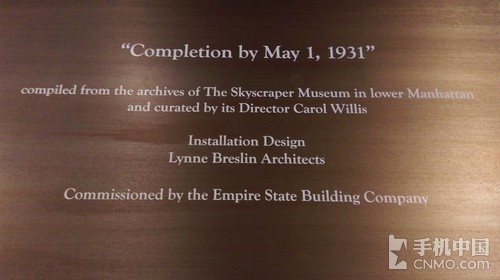 “Completion by May 1, 1931”
compiled from the archives of The Skyscraper Museum in lower Manhattan
and curated by its Director Carol Willis
Installation Design
Lynne Breslin Architects
Commissioned by the Empire State Building Company
手机中国
CNMO.com